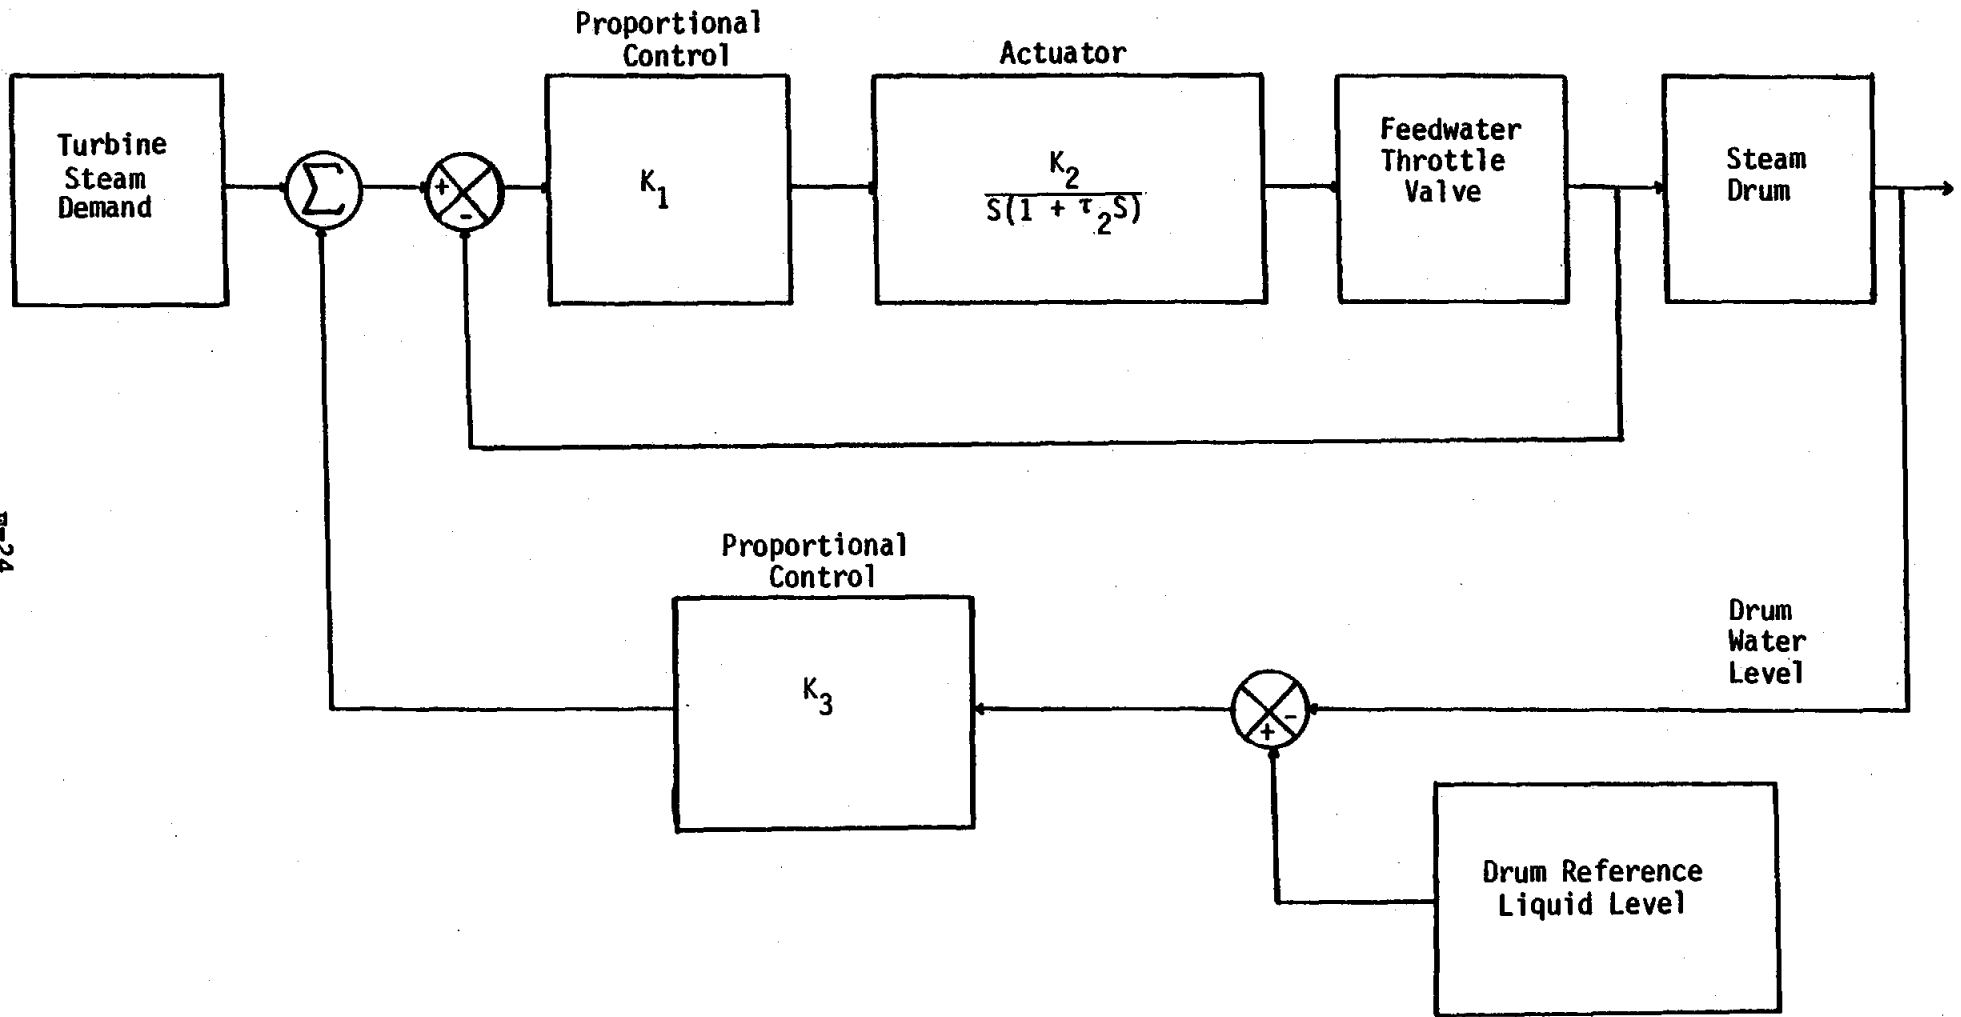 Proportional
Control
Actuator
Turbine
Steam
Demand
Σ
+
-
K1
K2
S(1 + τ2S)
Feedwater
Throttle
Valve
Steam
Drum
Proportional
Control
K3
Drum
Water
Level
-
+
Drum Reference
Liquid Level